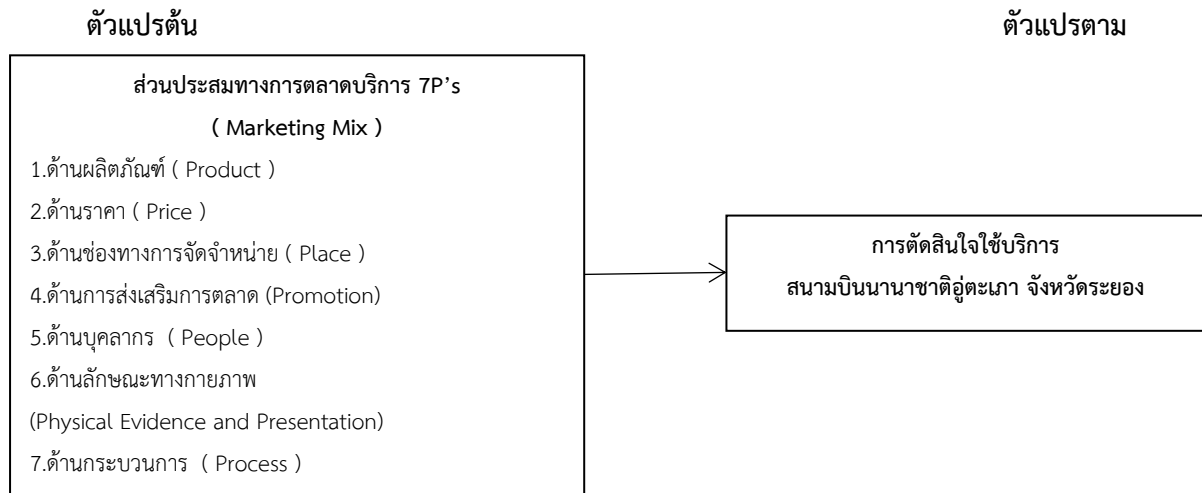 ตัวแปรต้น
ตัวแปรตาม
ส่วนประสมทางการตลาดบริการ 7P’s
( Marketing Mix )
1.ด้านผลิตภัณฑ์ ( Product )
2.ด้านราคา ( Price )
3.ด้านช่องทางการจัดจำหน่าย ( Place )
4.ด้านการส่งเสริมการตลาด (Promotion)
5.ด้านบุคลากร ( People )
6.ด้านลักษณะทางกายภาพ
(Physical Evidence and Presentation)
7.ด้านกระบวนการ ( Process )
การตัดสินใจใช้บริการ
สนามบินนานาชาติอู่ตะเภา จังหวัดระยอง